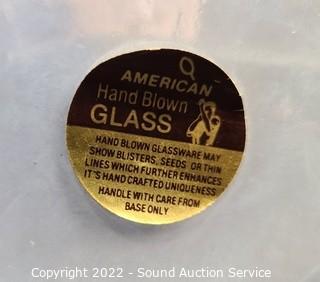 AMERICAN
Hand Blown
GLASS
HAND BLOWN GLASSWARE MAY
SHOW BLISTERS, SEEDS OR THIN
LINES WHICH FURTHER ENHANCES
IT'S HAND CRAFTED UNIQUENESS
HANDLE WITH CARE FROM
BASE ONLY
Copyright 2022 - Sound Auction Service